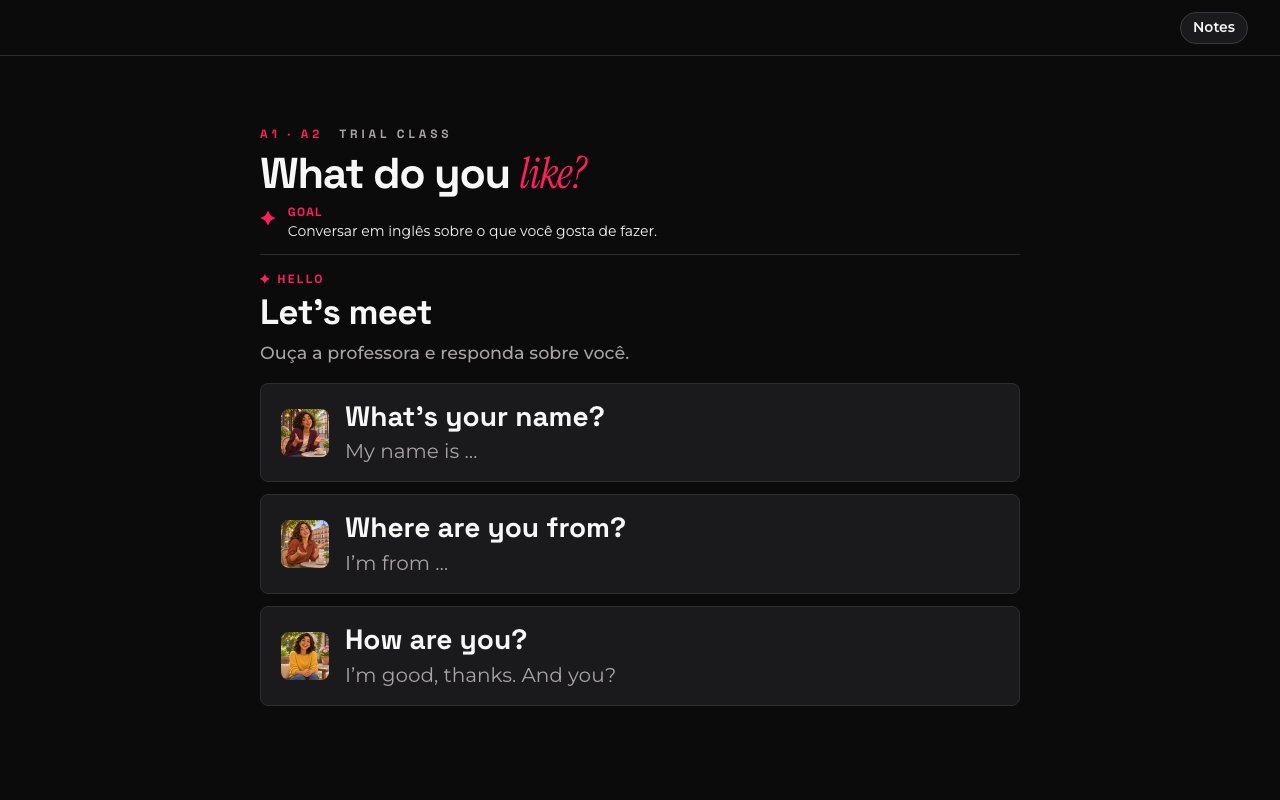 Notes
A1 · A2 TRIAL CLASS
What do you like?
GOAL
Conversar em inglês sobre o que você gosta de fazer.
HELLO
Let’s meet
Ouça a professora e responda sobre você.
What’s your name?
My name is ...
Where are you from?
I’m from ...
How are you?
I’m good, thanks. And you?